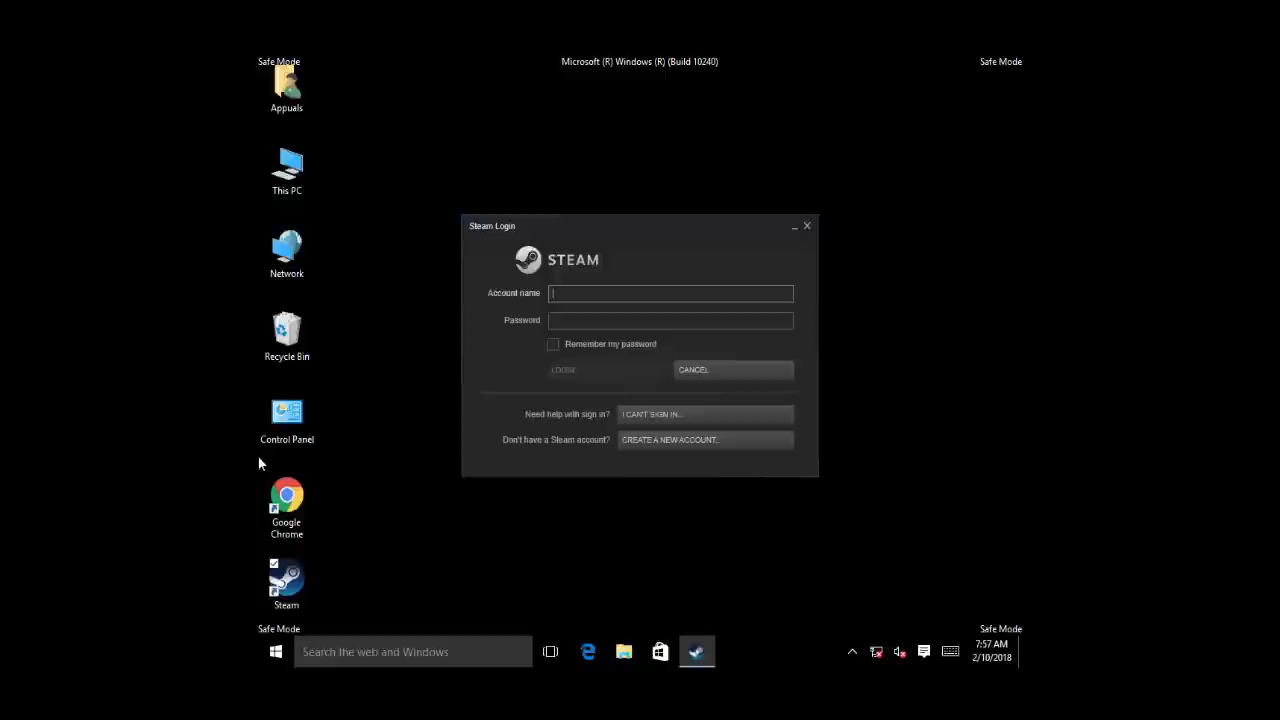 Safe Mode
Microsoft (R) Windows (R) (Build 10240)
Safe Mode
Appuals
This PC
Network
Recycle Bin
Control Panel
Google
Chrome
Steam
Steam Login
STEAM
Account name
Password
Remember my password
LOGIN
CANCEL
Need help with sign in?
I CAN'T SIGN IN...
Don't have a Steam account?
CREATE A NEW ACCOUNT...
Safe Mode
Safe Mode
Search the web and Windows
7:57 AM
2/10/2018